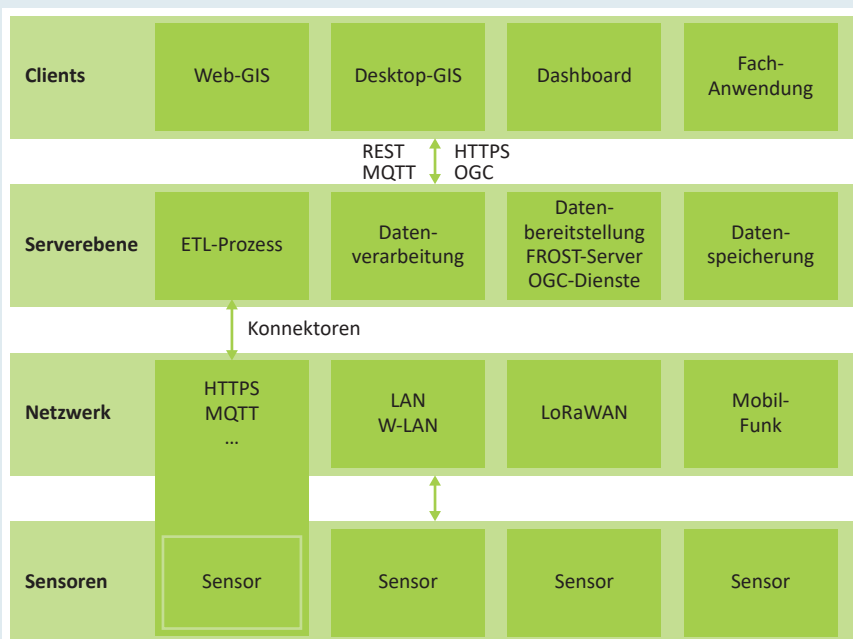 Clients
Web-GIS
Desktop-GIS
Dashboard
Fach-
Anwendung
REST
MQTT
HTTPS
OGC
Serverebene
ETL-Prozess
Daten-
verarbeitung
Daten-
bereitstellung
FROST-Server
OGC-Dienste
Daten-
speicherung
Konnektoren
Netzwerk
HTTPS
MQTT
...
LAN
W-LAN
LoRaWAN
Mobil-
Funk
Sensoren
Sensor
Sensor
Sensor
Sensor